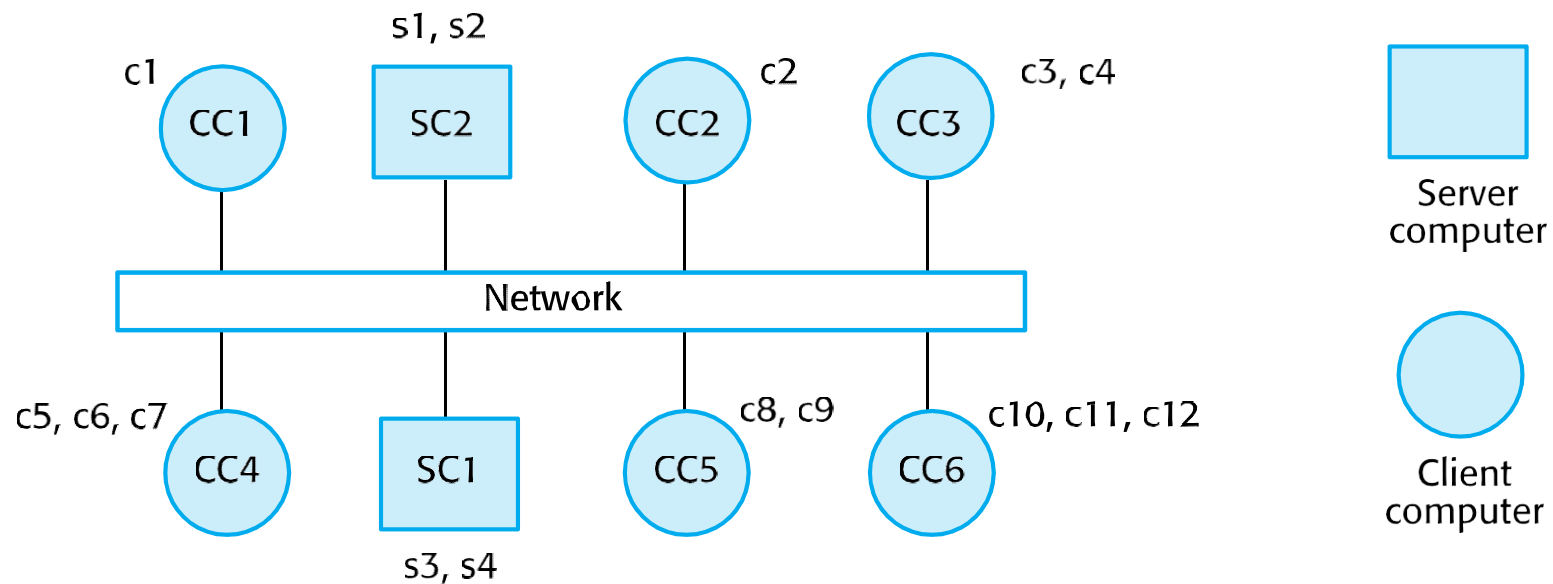 s1, s2
c1
c2
c3, c4
CC1
SC2
CC2
CC3
Server
computer
Network
c5, c6, c7
c8, c9
c10, c11, c12
CC4
SC1
CC5
CC6
s3, s4
Client
computer